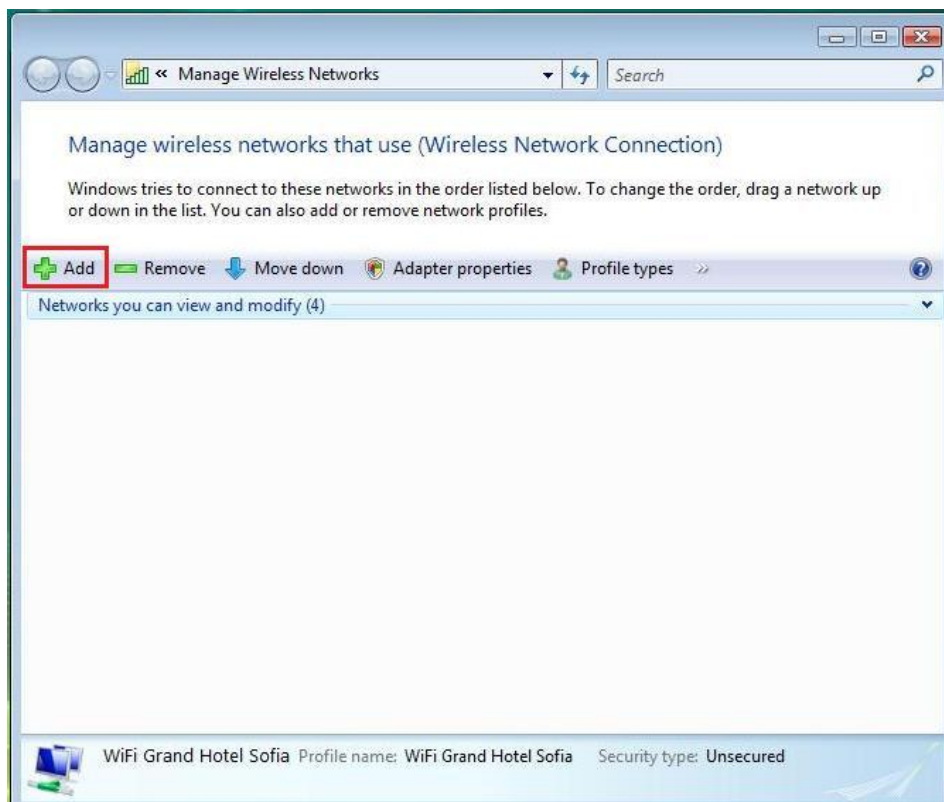 « Manage Wireless Networks
Search
Manage wireless networks that use (Wireless Network Connection)
Windows tries to connect to these networks in the order listed below. To change the order, drag a network up
or down in the list. You can also add or remove network profiles.
Add Remove Move down Adapter properties Profile types »
Networks you can view and modify (4)
WiFi Grand Hotel Sofia Profile name: WiFi Grand Hotel Sofia Security type: Unsecured